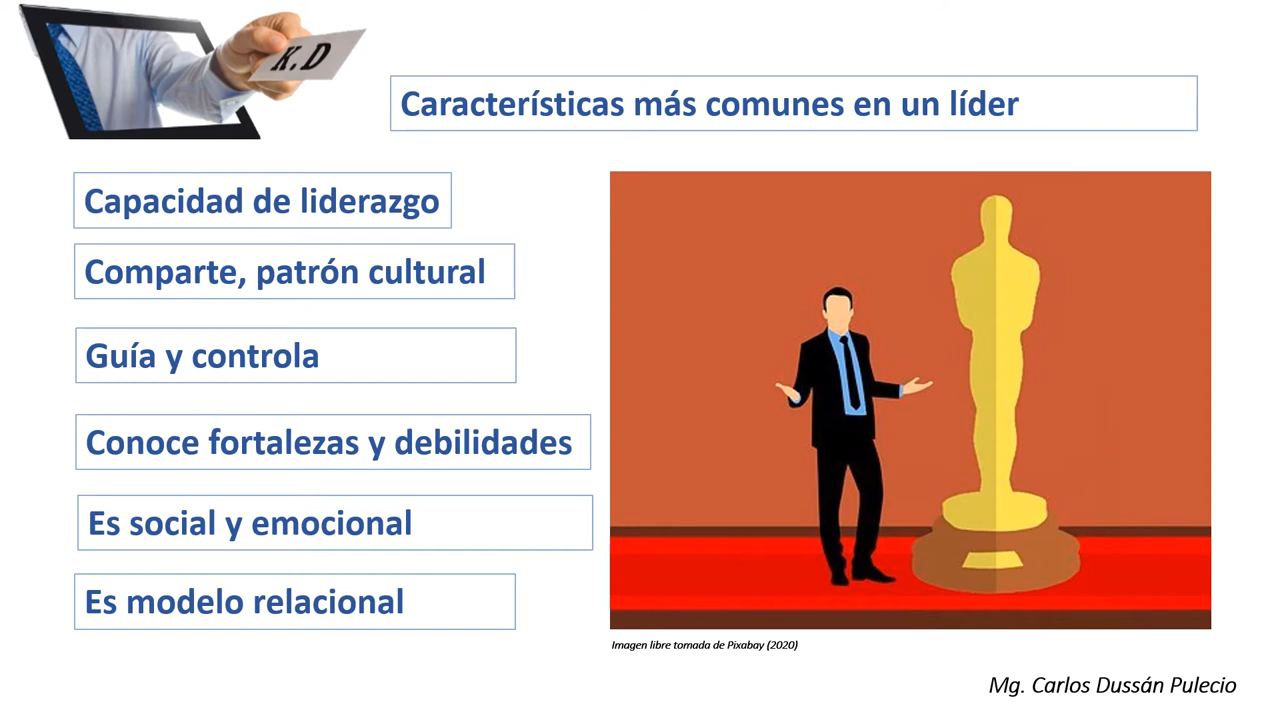 K.D
Características más comunes en un líder
Capacidad de liderazgo
Comparte, patrón cultural
Guía y controla
Conoce fortalezas y debilidades
Es social y emocional
Es modelo relacional
Imagen libre tomada de Pixabay (2020)
Mg. Carlos Dussán Pulecio